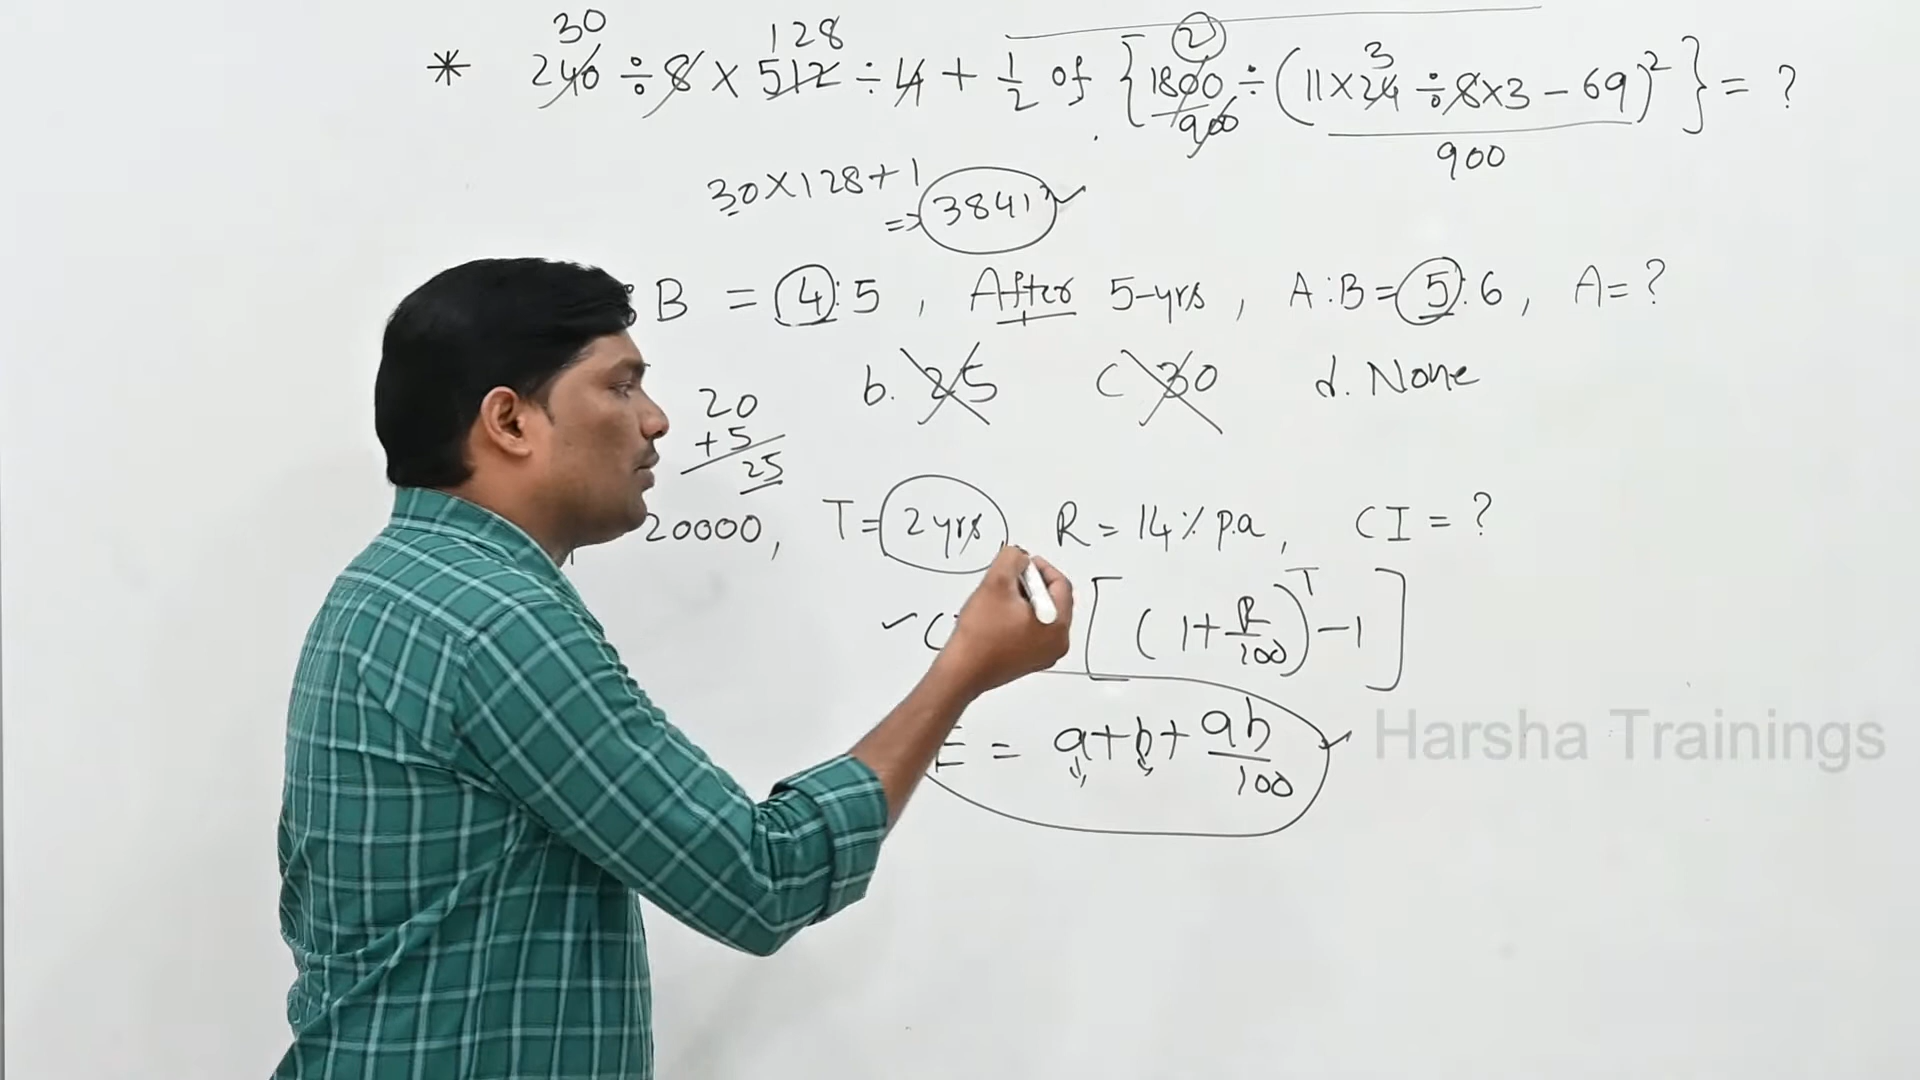 30 128
* 240 ÷ 8 × 512 ÷ 4 + 1/2 of { 1800 ÷ ( 11 × 24 ÷ 8 × 3 − 69 )² } = ?
2 3
900 900
30 × 128 + 1
=> 3841
B = 4 : 5 , After 5-yrs , A : B = 5 : 6 , A = ?
b. 25 C 30 d. None
20
+ 5
25
20000 , T = 2 yrs , R = 14 % p.a , CI = ?
[ ( 1 + R/100 )^T − 1 ]
E = a + b + ab/100
Harsha Trainings